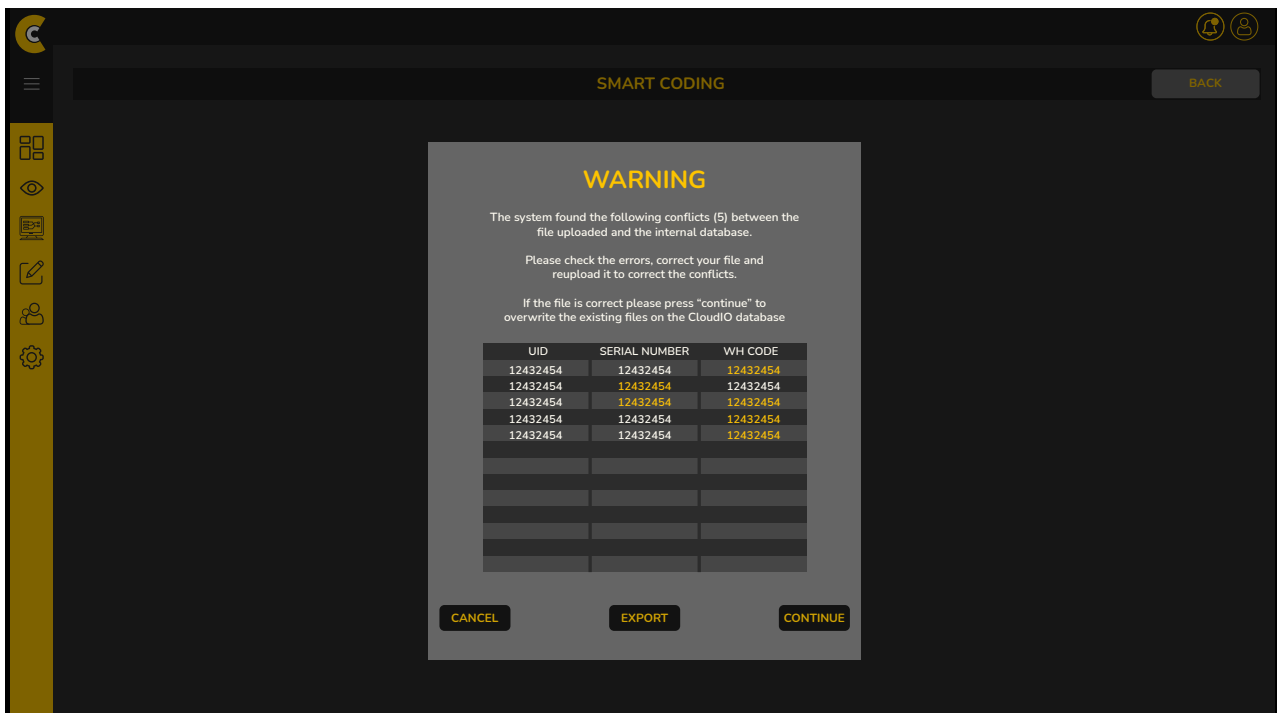 SMART CODING
BACK
WARNING
The system found the following conflicts (5) between the
file uploaded and the internal database.
Please check the errors, correct your file and
reupload it to correct the conflicts.
If the file is correct please press “continue” to
overwrite the existing files on the CloudIO database
UID SERIAL NUMBER WH CODE
12432454 12432454 12432454
12432454 12432454 12432454
12432454 12432454 12432454
12432454 12432454 12432454
12432454 12432454 12432454
CANCEL EXPORT CONTINUE